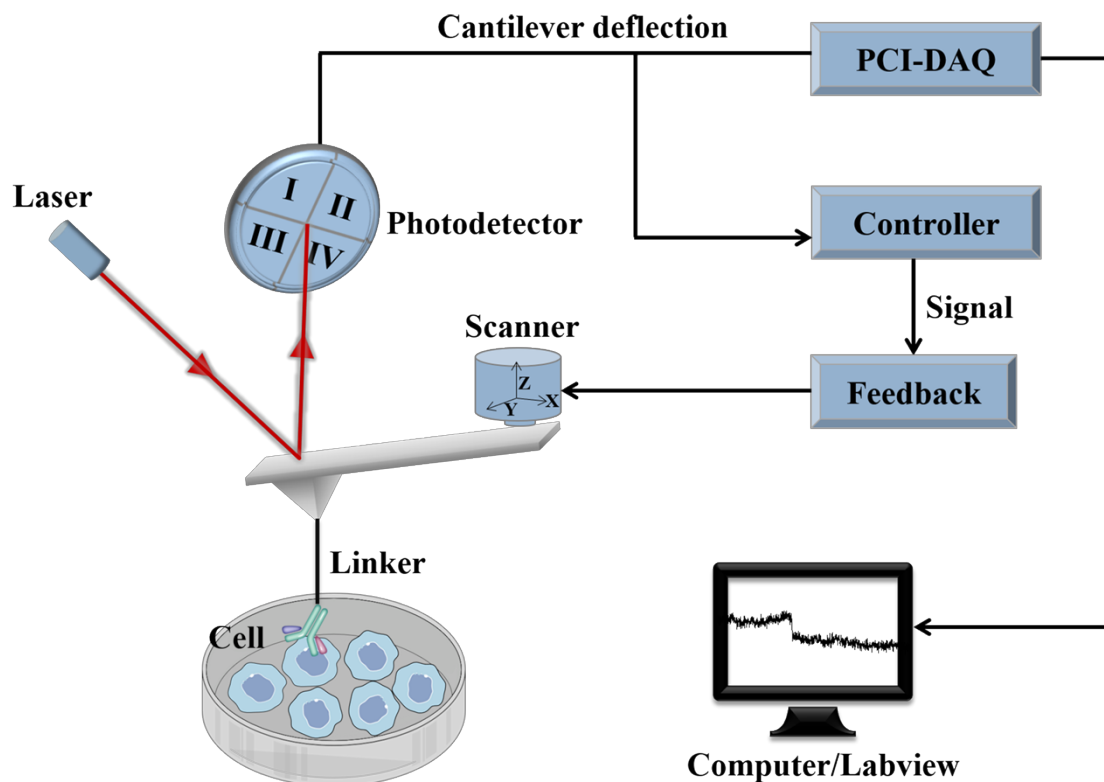 Cantilever deflection
PCI-DAQ
Laser
I
II
III
IV
Photodetector
Controller
Signal
Scanner
Z
Y
X
Feedback
Linker
Cell
Computer/Labview